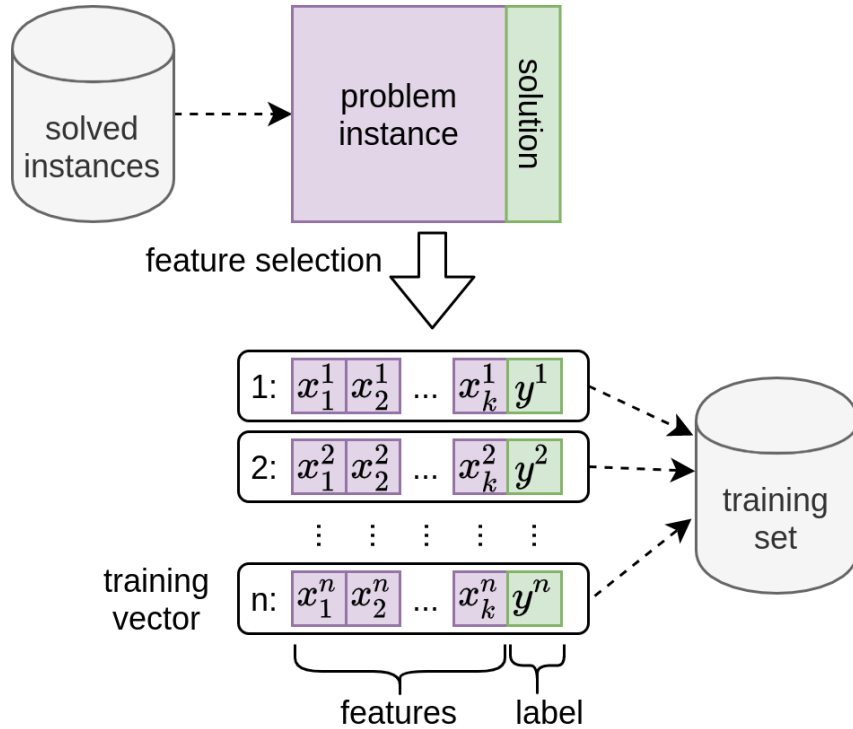 solved
instances
problem
instance
solution
feature selection
1: x_1^1 x_2^1 ... x_k^1 y^1
2: x_1^2 x_2^2 ... x_k^2 y^2
training
vector
n: x_1^n x_2^n ... x_k^n y^n
training
set
features
label